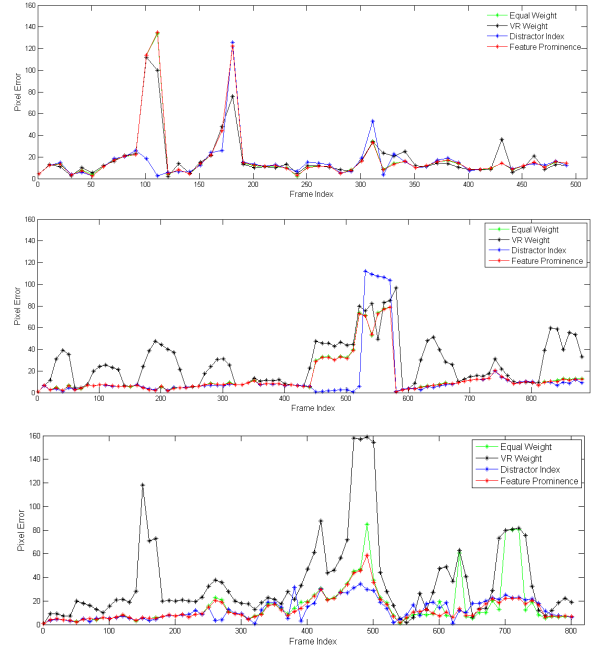 160
140
120
100
80
60
40
20
0
Pixel Error
0 50 100 150 200 250 300 350 400 450 500
Frame Index
Equal Weight
VR Weight
Distractor Index
Feature Prominence
160
140
120
100
80
60
40
20
0
Pixel Error
0 100 200 300 400 500 600 700 800
Frame Index
Equal Weight
VR Weight
Distractor Index
Feature Prominence
160
140
120
100
80
60
40
20
0
Pixel Error
0 100 200 300 400 500 600 700 800
Frame Index
Equal Weight
VR Weight
Distractor Index
Feature Prominence